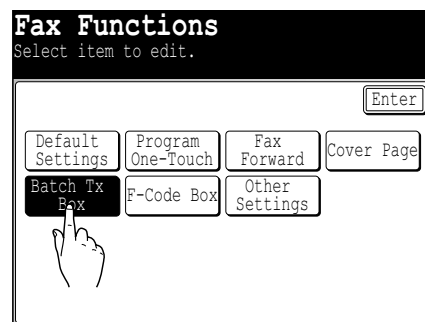 Fax Functions
Select item to edit.
Enter
Default Settings
Program One-Touch
Fax Forward
Cover Page
Batch Tx Box
F-Code Box
Other Settings